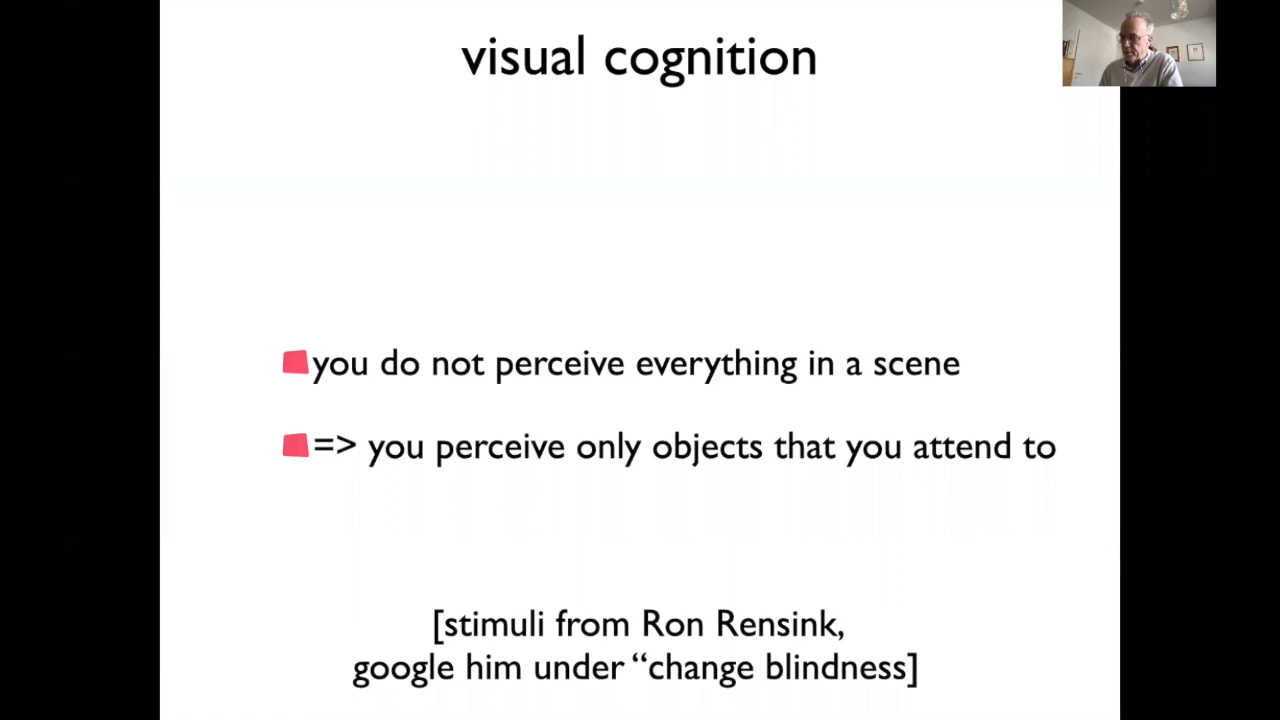 visual cognition
you do not perceive everything in a scene
=> you perceive only objects that you attend to
[stimuli from Ron Rensink,
google him under “change blindness]